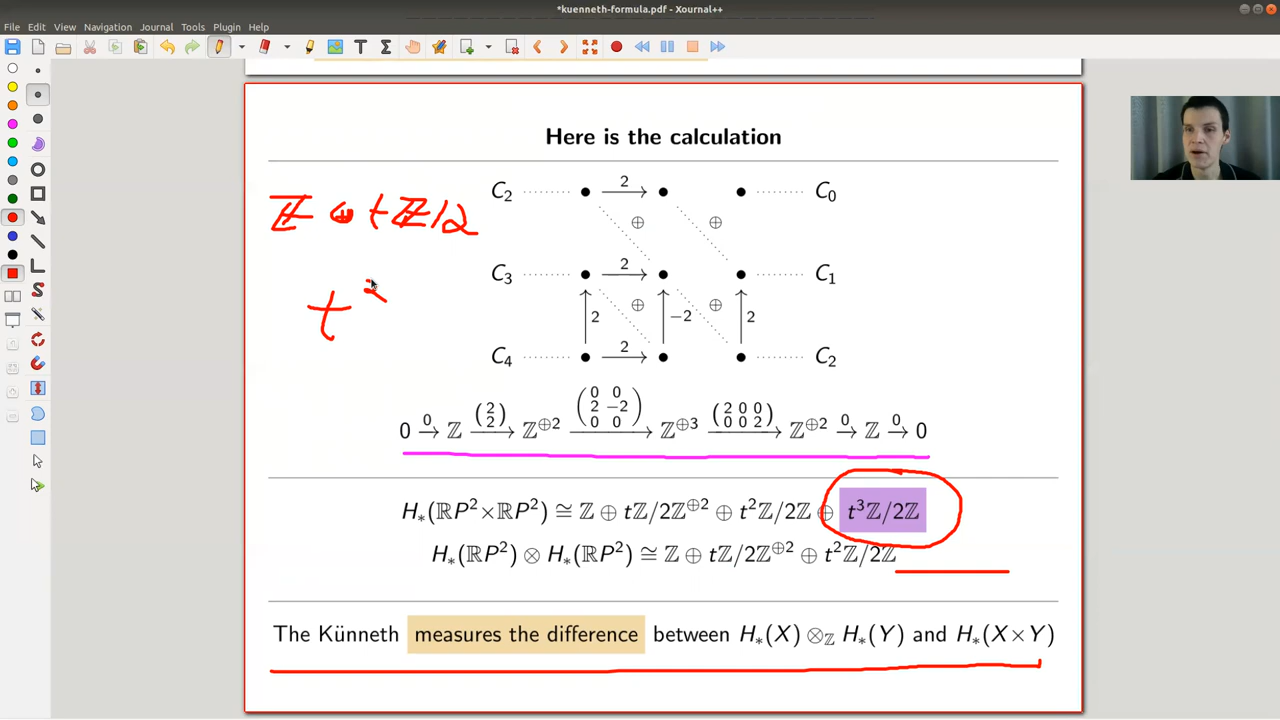 *kuenneth-formula.pdf - Xournal++
File Edit View Navigation Journal Tools Plugin Help
Here is the calculation
C₂ 2 C₀
⊕ ⊕
C₃ 2 C₁
2 ⊕ −2 ⊕ 2
C₄ 2 C₂
ℤ ⊕ tℤ/2
t²
0 →⁰ ℤ →(2 2) ℤ^⊕2 →(0 0 2 −2 0 0) ℤ^⊕3 →(2 0 0 0 0 2) ℤ^⊕2 →⁰ ℤ →⁰ 0
H∗(ℝP²×ℝP²) ≅ ℤ ⊕ tℤ/2ℤ^⊕2 ⊕ t²ℤ/2ℤ ⊕ t³ℤ/2ℤ
H∗(ℝP²) ⊗ H∗(ℝP²) ≅ ℤ ⊕ tℤ/2ℤ^⊕2 ⊕ t²ℤ/2ℤ
The Künneth measures the difference between H∗(X) ⊗ℤ H∗(Y) and H∗(X×Y)